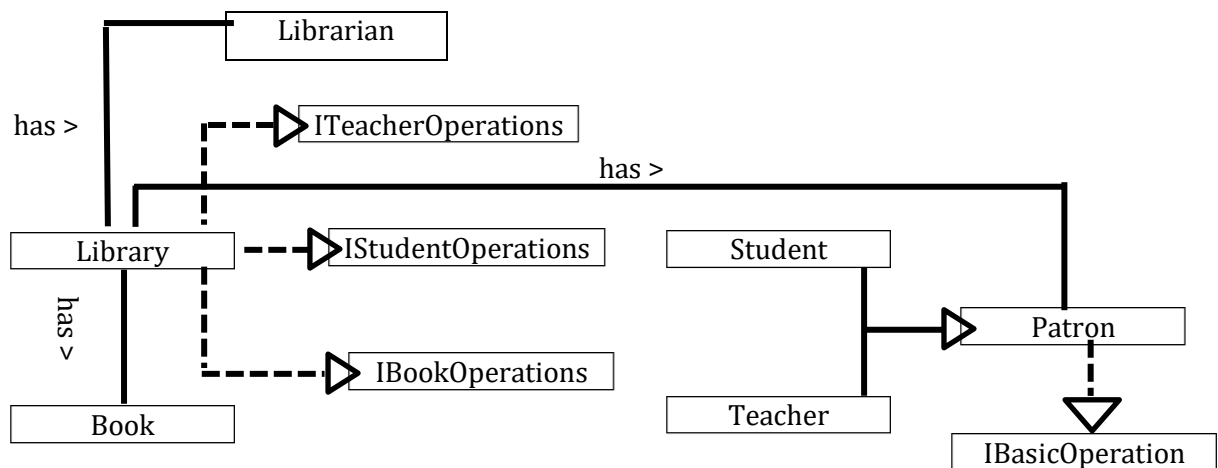 Librarian
has >
ITeacherOperations
has >
Library
IStudentOperations
Student
has >
Patron
IBookOperations
Book
Teacher
IBasicOperation